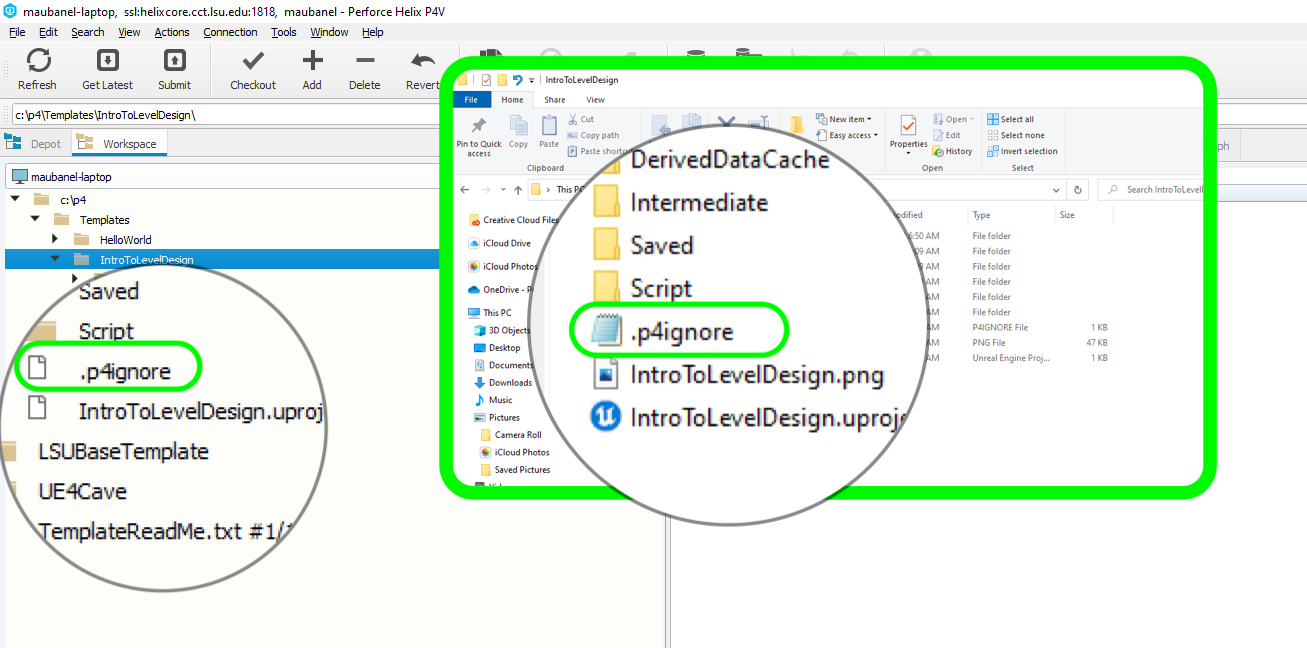 maubanel-laptop, ssl:helixcore.cct.lsu.edu:1818, maubanel - Perforce Helix P4V
File Edit Search View Actions Connection Tools Window Help
Refresh Get Latest Submit Checkout Add Delete Revert
c:\p4\Templates\IntroToLevelDesign\
Depot Workspace
maubanel-laptop
c:\p4
Templates
HelloWorld
IntroToLevelDesign
Saved
Script
.p4ignore
IntroToLevelDesign.uproj
LSUBaseTemplate
UE4Cave
TemplateReadMe.txt #1/1
IntroToLevelDesign
File Home Share View
Pin to Quick access
Copy
Paste
Cut
Copy path
Paste shortcu
Clipboard
New item
Easy access
Properties
Open
Edit
History
Open
Select all
Select none
Invert selection
Select
This PC
Search IntroToLevel
Type Size
Creative Cloud Files
iCloud Drive
iCloud Photos
OneDrive - P
This PC
3D Objects
Desktop
Documents
Downloads
Music
Pictures
Camera Roll
iCloud Photos
Saved Pictures
DerivedDataCache
Intermediate
Saved
Script
.p4ignore
IntroToLevelDesign.png
IntroToLevelDesign.uproje
6:50 AM File folder
09 AM File folder
9 AM File folder
File folder
File folder
File folder
AM P4IGNORE File 1 KB
AM PNG File 47 KB
AM Unreal Engine Proj... 1 KB